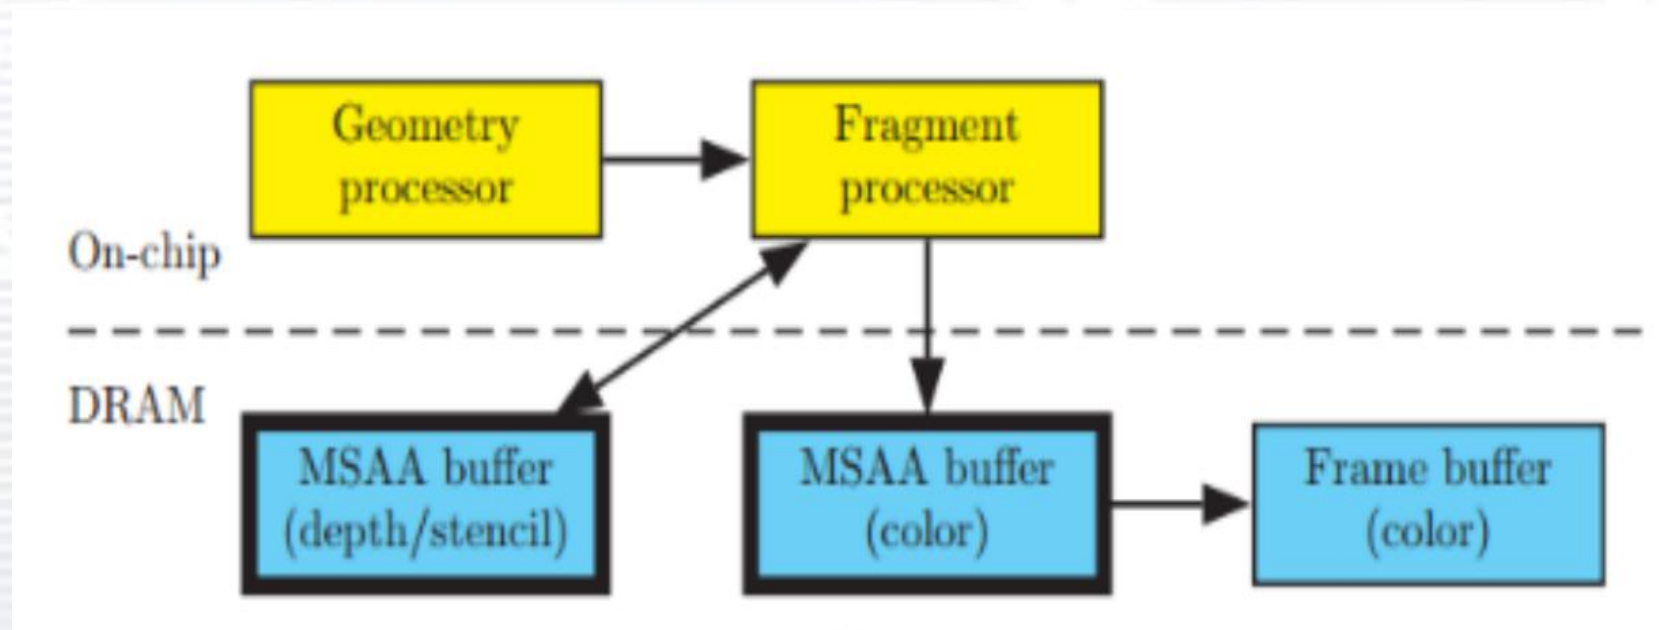 Geometry
processor
Fragment
processor
On-chip
DRAM
MSAA buffer
(depth/stencil)
MSAA buffer
(color)
Frame buffer
(color)